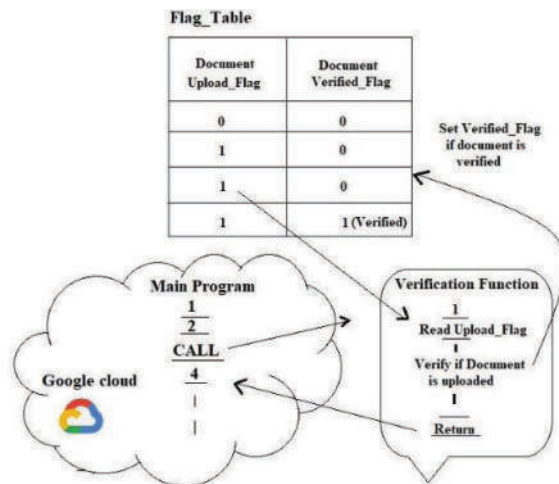 Flag_Table
Document Document
Upload_Flag Verified_Flag
0 0
1 0
1 0
1 1 (Verified)
Set Verified_Flag
if document is
verified
Main Program
1
2
CALL
4
Google cloud
Verification Function
1
Read Upload_Flag
Verify if Document
is uploaded
Return